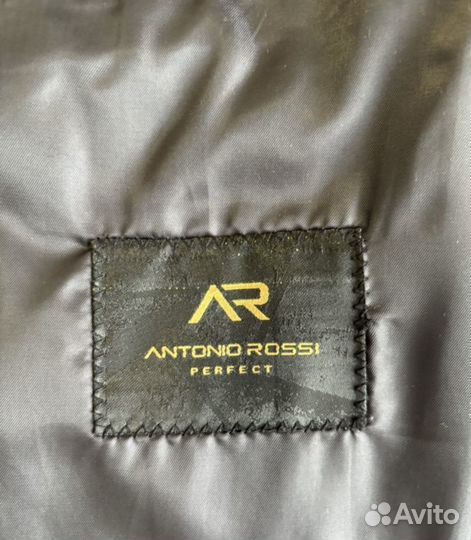 AR
ANTONIO ROSSI
PERFECT
Avito